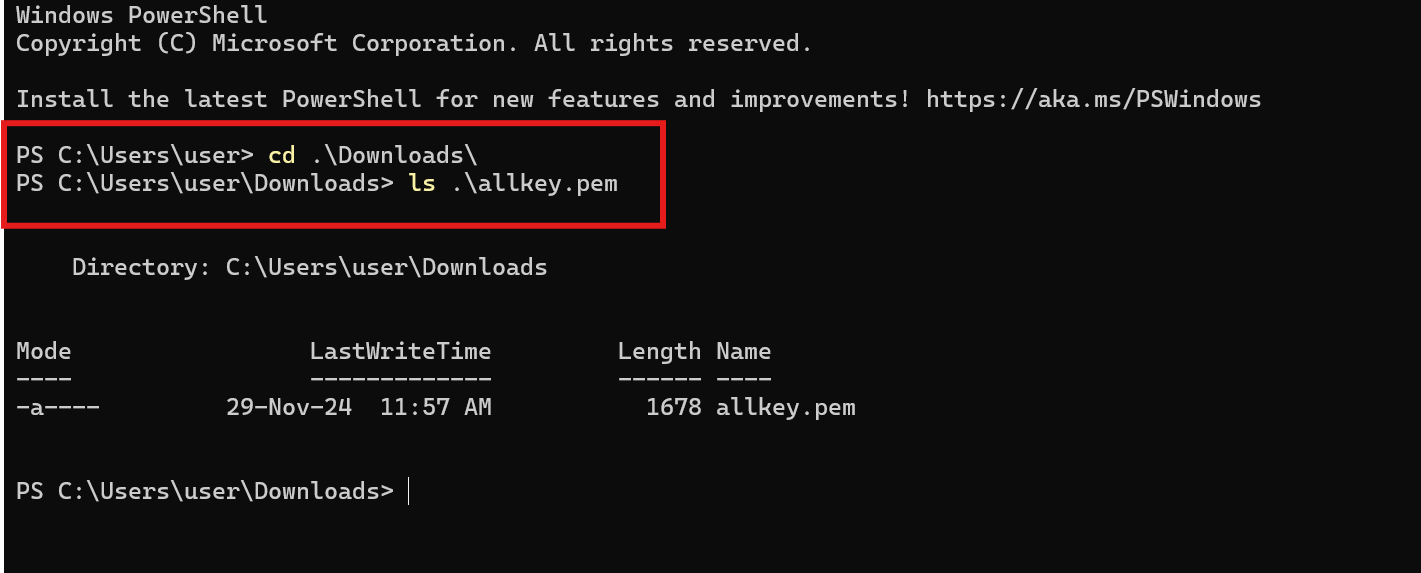 Windows PowerShell
Copyright (C) Microsoft Corporation. All rights reserved.
Install the latest PowerShell for new features and improvements! https://aka.ms/PSWindows
PS C:\Users\user> cd .\Downloads\
PS C:\Users\user\Downloads> ls .\allkey.pem
Directory: C:\Users\user\Downloads
Mode LastWriteTime Length Name
---- ------------- ------ ----
-a---- 29-Nov-24 11:57 AM 1678 allkey.pem
PS C:\Users\user\Downloads>